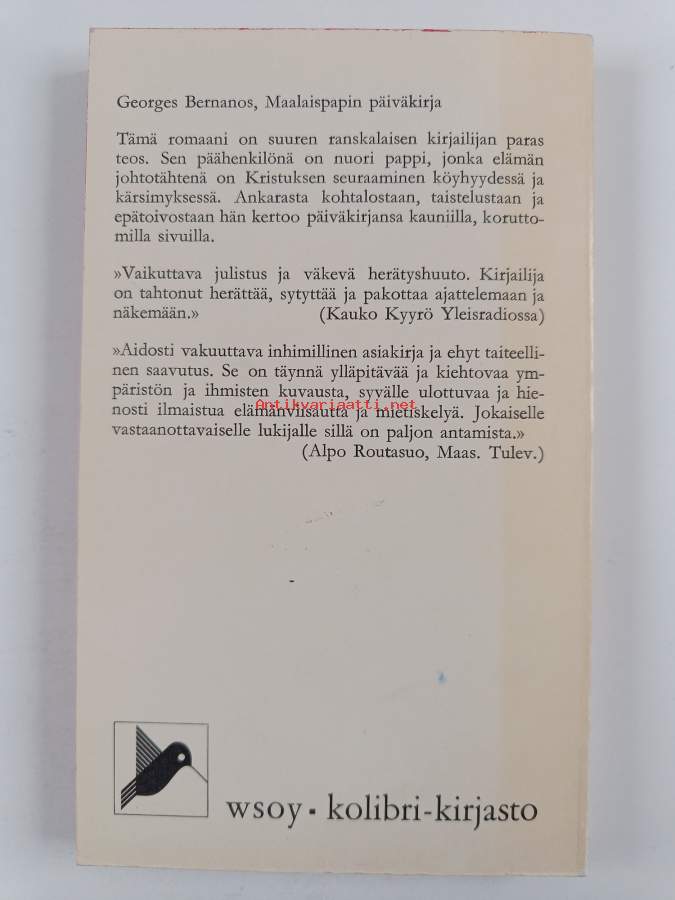 Georges Bernanos, Maalaispapin päiväkirja
Tämä romaani on suuren ranskalaisen kirjailijan paras
teos. Sen päähenkilönä on nuori pappi, jonka elämän
johtotähtenä on Kristuksen seuraaminen köyhyydessä ja
kärsimyksessä. Ankarasta kohtalostaan, taistelustaan ja
epätoivostaan hän kertoo päiväkirjansa kauniilla, korutto-
milla sivuilla.
»Vaikuttava julistus ja väkevä herätyshuuto. Kirjailija
on tahtonut herättää, sytyttää ja pakottaa ajattelemaan ja
näkemään.» (Kauko Kyyrö Yleisradiossa)
»Aidosti vakuuttava inhimillinen asiakirja ja ehyt taiteelli-
nen saavutus. Se on täynnä ylläpitävää ja kiehtovaa ym-
päristön ja ihmisten kuvausta, syvälle ulottuvaa ja hie-
nosti ilmaistua elämänviisautta ja mietiskelyä. Jokaiselle
Antikvariaatti.net
vastaanottavaiselle lukijalle sillä on paljon antamista.»
(Alpo Routasuo, Maas. Tulev.)
wsoy ▪ kolibri-kirjasto